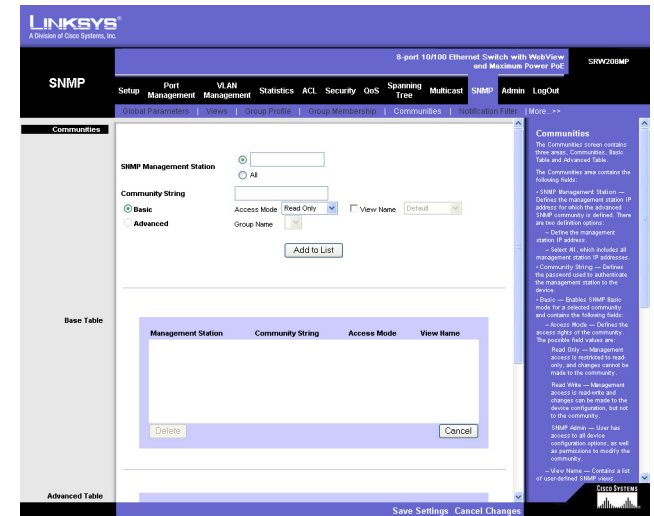 LINKSYS®
A Division of Cisco Systems, Inc.
8-port 10/100 Ethernet Switch with WebView
and Maximum Power PoE
SRW208MP
SNMP
Setup Port Management VLAN Management Statistics ACL Security QoS Spanning Tree Multicast SNMP Admin LogOut
Global Parameters | Views | Group Profile | Group Membership | Communities | Notification Filter | More...>>
Communities
SNMP Management Station
All
Community String
Basic Access Mode Read Only View Name Default
Advanced Group Name
Add to List
Base Table
Management Station Community String Access Mode View Name
Delete Cancel
Advanced Table
Communities
The Communities screen contains
three areas, Communities, Basic
Table and Advanced Table.
The Communities area contains the
following fields:
• SNMP Management Station —
Defines the management station IP
address for which the advanced
SNMP community is defined. There
are two definition options:
– Define the management
station IP address.
– Select All, which includes all
management station IP addresses.
• Community String — Defines
the password used to authenticate
the management station to the
device.
• Basic — Enables SNMP Basic
mode for a selected community
and contains the following fields:
– Access Mode — Defines the
access rights of the community.
The possible field values are:
Read Only — Management
access is restricted to read-
only, and changes cannot be
made to the community.
Read Write — Management
access is read-write and
changes can be made to the
device configuration, but not
to the community.
SNMP Admin — User has
access to all device
configuration options, as well
as permissions to modify the
community.
– View Name — Contains a list
of user-defined SNMP views.
Save Settings Cancel Changes
CISCO SYSTEMS